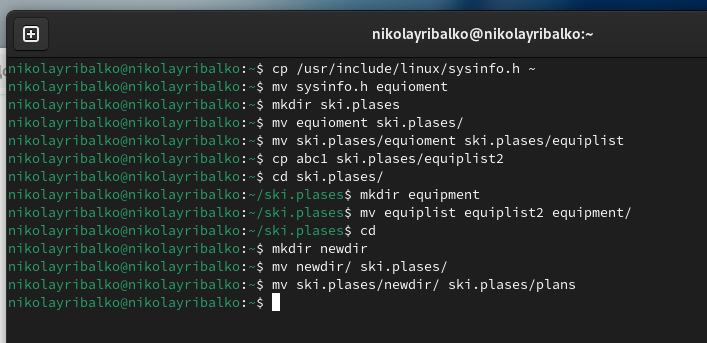 nikolayribalko@nikolayribalko:~
nikolayribalko@nikolayribalko:~$ cp /usr/include/linux/sysinfo.h ~
nikolayribalko@nikolayribalko:~$ mv sysinfo.h equioment
nikolayribalko@nikolayribalko:~$ mkdir ski.plases
nikolayribalko@nikolayribalko:~$ mv equioment ski.plases/
nikolayribalko@nikolayribalko:~$ mv ski.plases/equioment ski.plases/equiplist
nikolayribalko@nikolayribalko:~$ cp abc1 ski.plases/equiplist2
nikolayribalko@nikolayribalko:~$ cd ski.plases/
nikolayribalko@nikolayribalko:~/ski.plases$ mkdir equipment
nikolayribalko@nikolayribalko:~/ski.plases$ mv equiplist equiplist2 equipment/
nikolayribalko@nikolayribalko:~/ski.plases$ cd
nikolayribalko@nikolayribalko:~$ mkdir newdir
nikolayribalko@nikolayribalko:~$ mv newdir/ ski.plases/
nikolayribalko@nikolayribalko:~$ mv ski.plases/newdir/ ski.plases/plans
nikolayribalko@nikolayribalko:~$